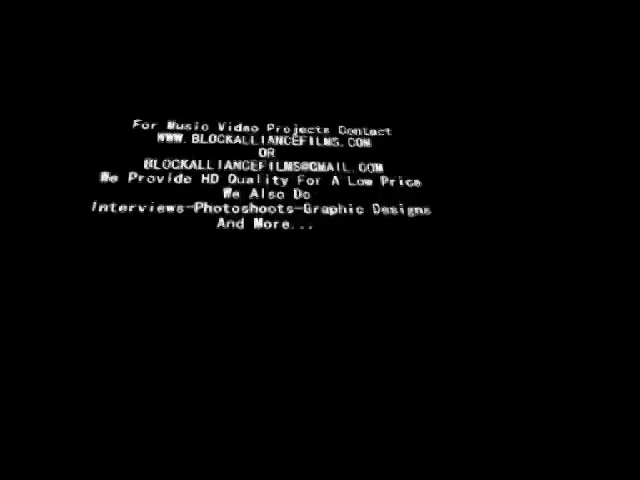 For Music Video Projects Contact
WWW.BLOCKALLIANCEFILMS.COM
OR
BLOCKALLIANCEFILMS@GMAIL.COM
We Provide HD Quality For A Low Price
We Also Do
Interviews-Photoshoots-Graphic Designs
And More...